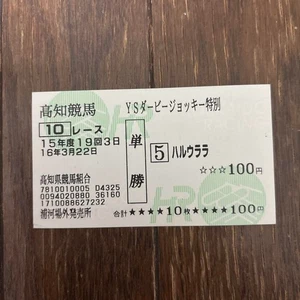 高知競馬
YSダービージョッキー特別
10 レース
15年度19回3日
16年3月22日
単勝
5 ハルウララ
☆☆☆100円
高知県競馬組合
7810010005 D4325
0094020880 36160
1710088627232
浦河場外発売所
合計★★★★10枚★★★★100円